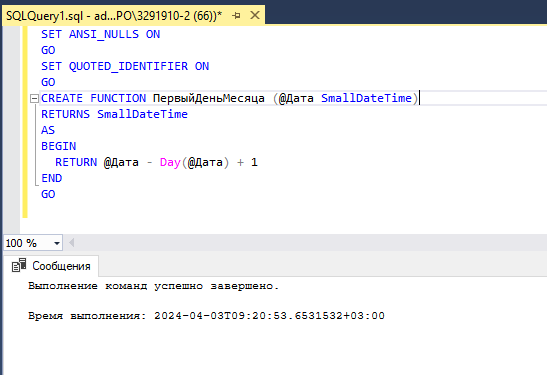 SQLQuery1.sql - ad...PO\3291910-2 (66))*
SET ANSI_NULLS ON
GO
SET QUOTED_IDENTIFIER ON
GO
CREATE FUNCTION ПервыйДеньМесяца (@Дата SmallDateTime)
RETURNS SmallDateTime
AS
BEGIN
RETURN @Дата - Day(@Дата) + 1
END
GO
100 %
Сообщения
Выполнение команд успешно завершено.
Время выполнения: 2024-04-03T09:20:53.6531532+03:00